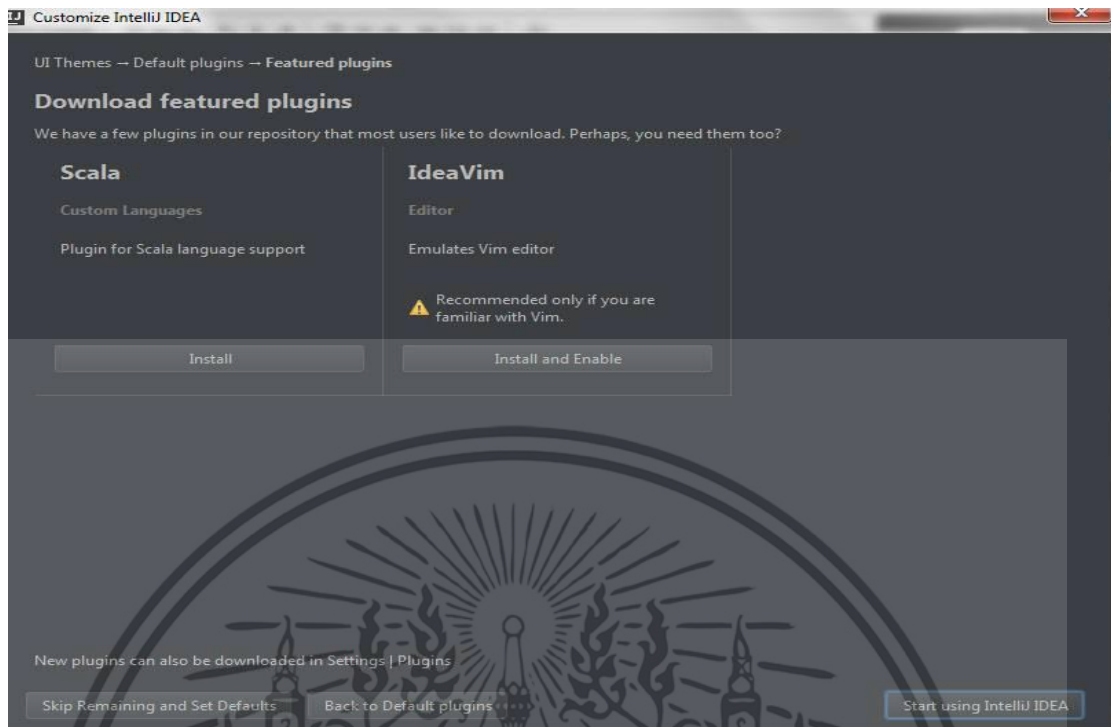 Customize IntelliJ IDEA
UI Themes → Default plugins → Featured plugins
Download featured plugins
We have a few plugins in our repository that most users like to download. Perhaps, you need them too?
Scala
Custom Languages
Plugin for Scala language support
Install
IdeaVim
Editor
Emulates Vim editor
Recommended only if you are
familiar with Vim.
Install and Enable
New plugins can also be downloaded in Settings | Plugins
Skip Remaining and Set Defaults
Back to Default plugins
Start using IntelliJ IDEA